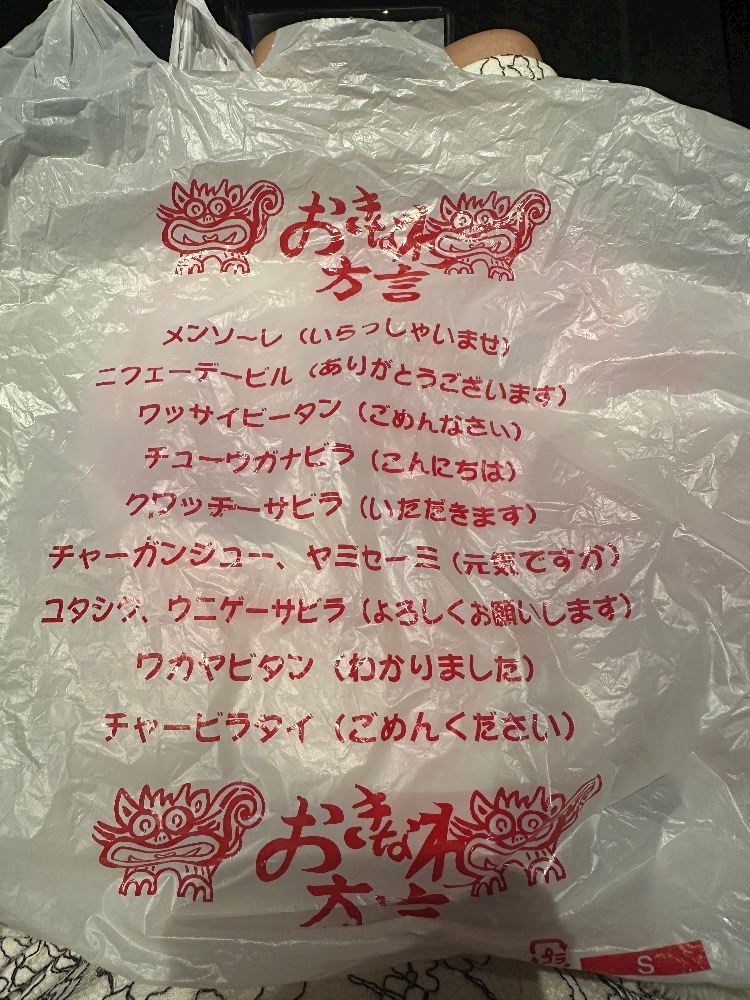 おきなわ
方言
メンソ〜レ（いらっしゃいませ）
ニフェーデービル（ありがとうございます）
ワッサイビータン（ごめんなさい）
チューウガナビラ（こんにちは）
クワッチーサビラ（いただきます）
チャーガンジュー、ヤミセーミ（元気ですか）
ユタシク、ウニゲーサビラ（よろしくお願いします）
ワカヤビタン（わかりました）
チャービラタイ（ごめんください）
おきなわ
方言
プラ
S